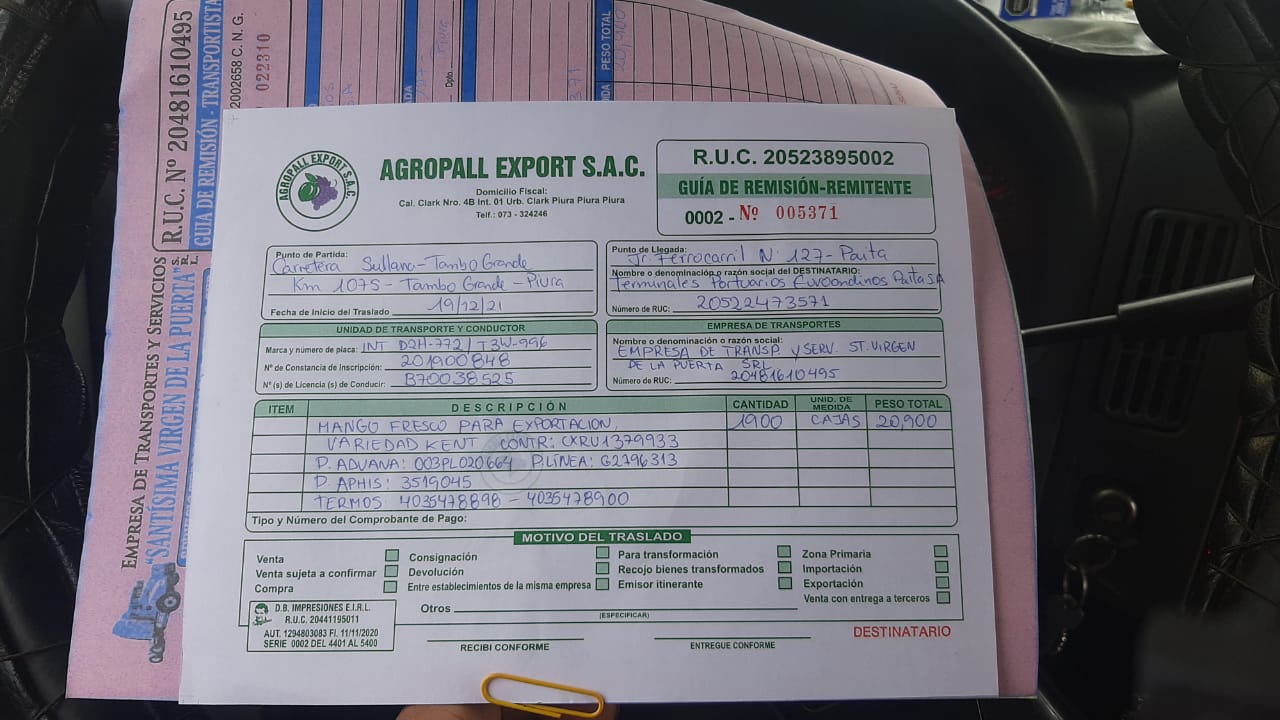 EMPRESA DE TRANSPORTES Y SERVICIOS
"SANTÍSIMA VIRGEN DE LA PUERTA" S.R.L.
R.U.C. Nº 20481610495
GUIA DE REMISIÓN - TRANSPORTISTA
2002658 C. N. G.
022310
Dpto.
PESO TOTAL
AGROPALL EXPORT S.A.C.
AGROPALL EXPORT S.A.C.
Domicilio Fiscal:
Cal. Clark Nro. 4B Int. 01 Urb. Clark Piura Piura Piura
Telf.: 073 - 324246
R.U.C. 20523895002
GUÍA DE REMISIÓN-REMITENTE
0002 - Nº 005371
Punto de Partida:
Carretera Sullana-Tambo Grande
Km 1075 - Tambo Grande - Piura
Fecha de Inicio del Traslado 19/12/21
Punto de Llegada: Jr. Ferrocarril Nº 127- Paita
Nombre o denominación o razón social del DESTINATARIO:
Terminales Portuarios Euroandinos Paita SA
Número de RUC: 20522473571
UNIDAD DE TRANSPORTE Y CONDUCTOR
Marca y número de placa: INT D2H-772 / T3W-996
Nº de Constancia de Inscripción: 201900848
Nº (s) de Licencia (s) de Conducir: B70038525
EMPRESA DE TRANSPORTES
Nombre o denominación o razón social:
EMPRESA DE TRANSP. Y SERV. ST. VIRGEN
DE LA PUERTA SRL
Número de RUC: 20481610495
ITEM DESCRIPCIÓN CANTIDAD UNID. DE MEDIDA PESO TOTAL
MANGO FRESCO PARA EXPORTACION, 1900 CAJAS 20,900
VARIEDAD KENT CONTR: CXRU1379933
P. ADUANA: 003PL020664 P.LÍNEA: G2796313
P. APHIS: 3519045
TERMOS 4035478898 - 4035478900
Tipo y Número del Comprobante de Pago:
MOTIVO DEL TRASLADO
Venta Consignación Para transformación Zona Primaria
Venta sujeta a confirmar Devolución Recojo bienes transformados Importación
Compra Entre establecimientos de la misma empresa Emisor itinerante Exportación
Otros (ESPECIFICAR) Venta con entrega a terceros
D.B. IMPRESIONES E.I.R.L.
R.U.C. 20441195011
AUT. 1294803083 FI. 11/11/2020
SERIE 0002 DEL 4401 AL 5400
RECIBI CONFORME
ENTREGUE CONFORME
DESTINATARIO